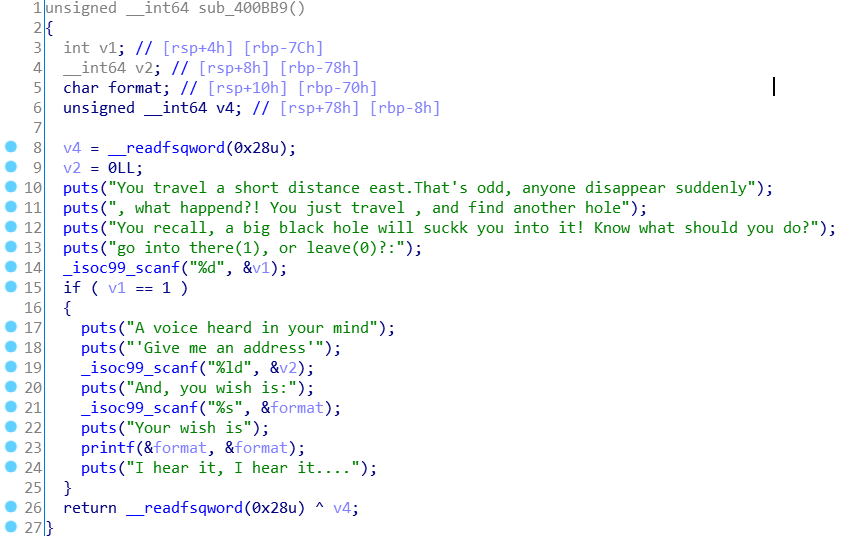 1 unsigned __int64 sub_400BB9()
2 {
3   int v1; // [rsp+4h] [rbp-7Ch]
4   __int64 v2; // [rsp+8h] [rbp-78h]
5   char format; // [rsp+10h] [rbp-70h]
6   unsigned __int64 v4; // [rsp+78h] [rbp-8h]
7
8   v4 = __readfsqword(0x28u);
9   v2 = 0LL;
10   puts("You travel a short distance east.That's odd, anyone disappear suddenly");
11   puts(", what happend?! You just travel , and find another hole");
12   puts("You recall, a big black hole will suckk you into it! Know what should you do?");
13   puts("go into there(1), or leave(0)?:");
14   _isoc99_scanf("%d", &v1);
15   if ( v1 == 1 )
16   {
17     puts("A voice heard in your mind");
18     puts("'Give me an address'");
19     _isoc99_scanf("%ld", &v2);
20     puts("And, you wish is:");
21     _isoc99_scanf("%s", &format);
22     puts("Your wish is");
23     printf(&format, &format);
24     puts("I hear it, I hear it....");
25   }
26   return __readfsqword(0x28u) ^ v4;
27 }